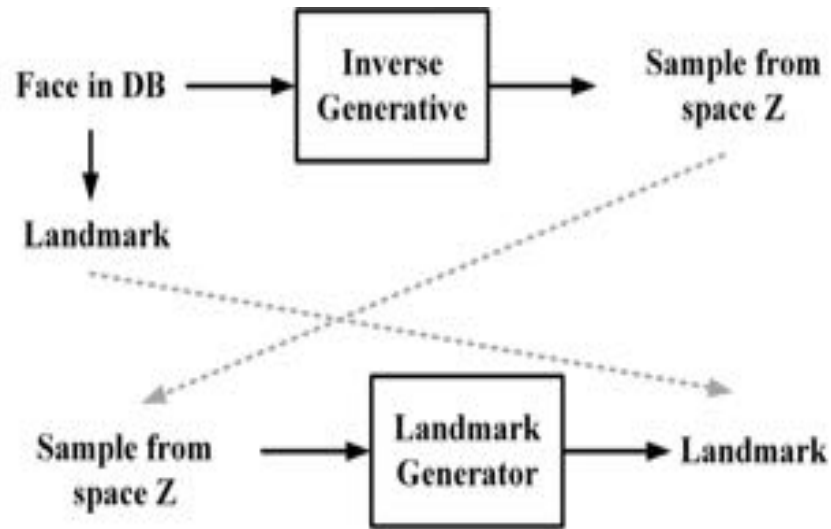 Face in DB
Inverse
Generative
Sample from
space Z
Landmark
Sample from
space Z
Landmark
Generator
Landmark